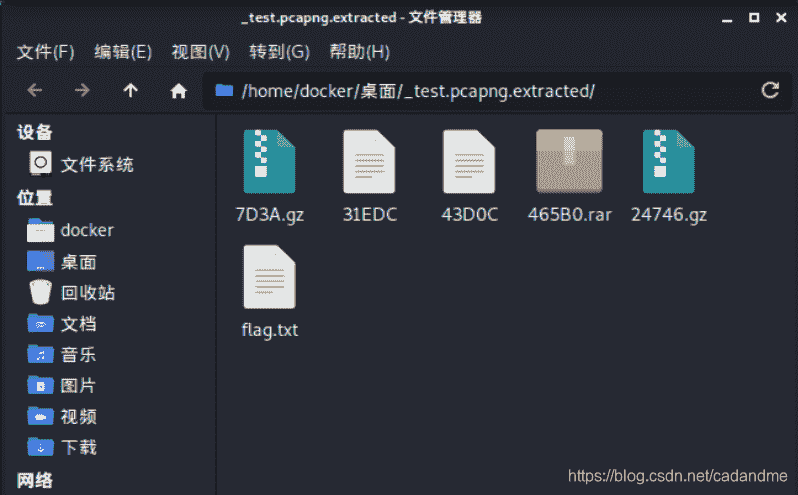 _test.pcapng.extracted - 文件管理器
文件(F) 编辑(E) 视图(V) 转到(G) 帮助(H)
/home/docker/桌面/_test.pcapng.extracted/
设备
文件系统
位置
docker
桌面
回收站
文档
音乐
图片
视频
下载
网络
7D3A.gz 31EDC 43D0C 465B0.rar 24746.gz
flag.txt
https://blog.csdn.net/cadandme